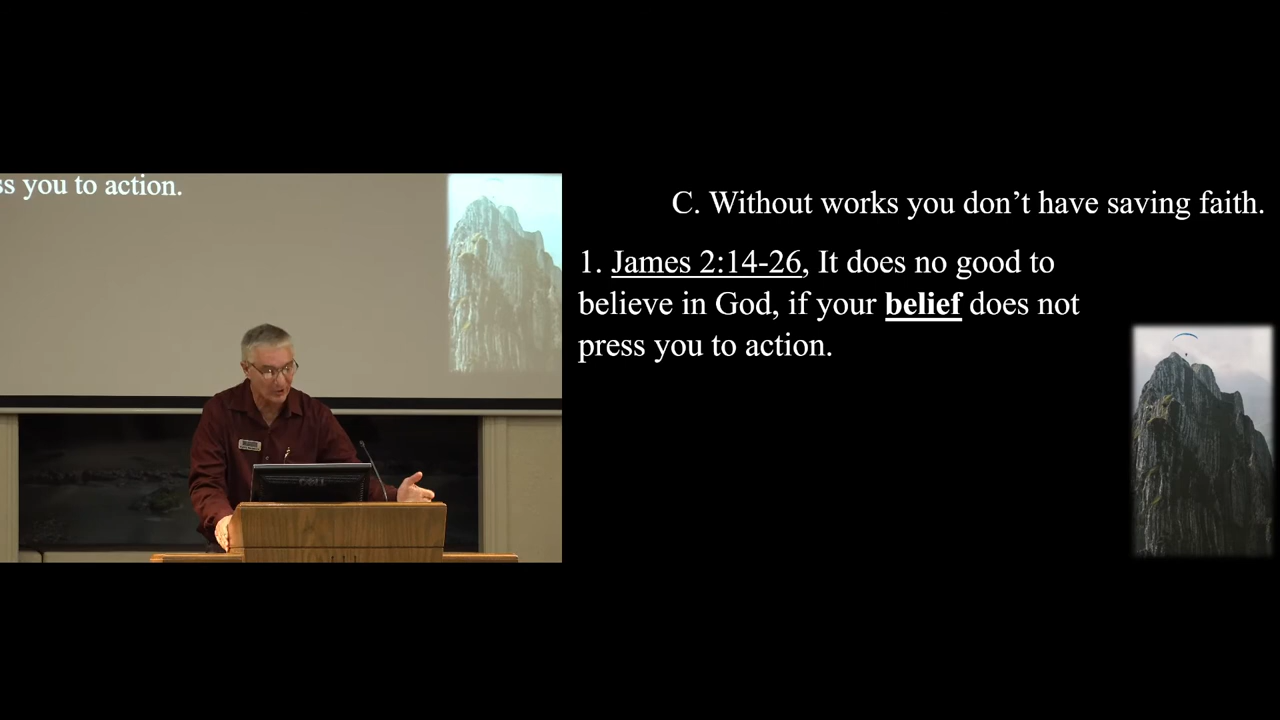 ss you to action.
C. Without works you don’t have saving faith.
1. James 2:14-26, It does no good to
believe in God, if your belief does not
press you to action.
DELL